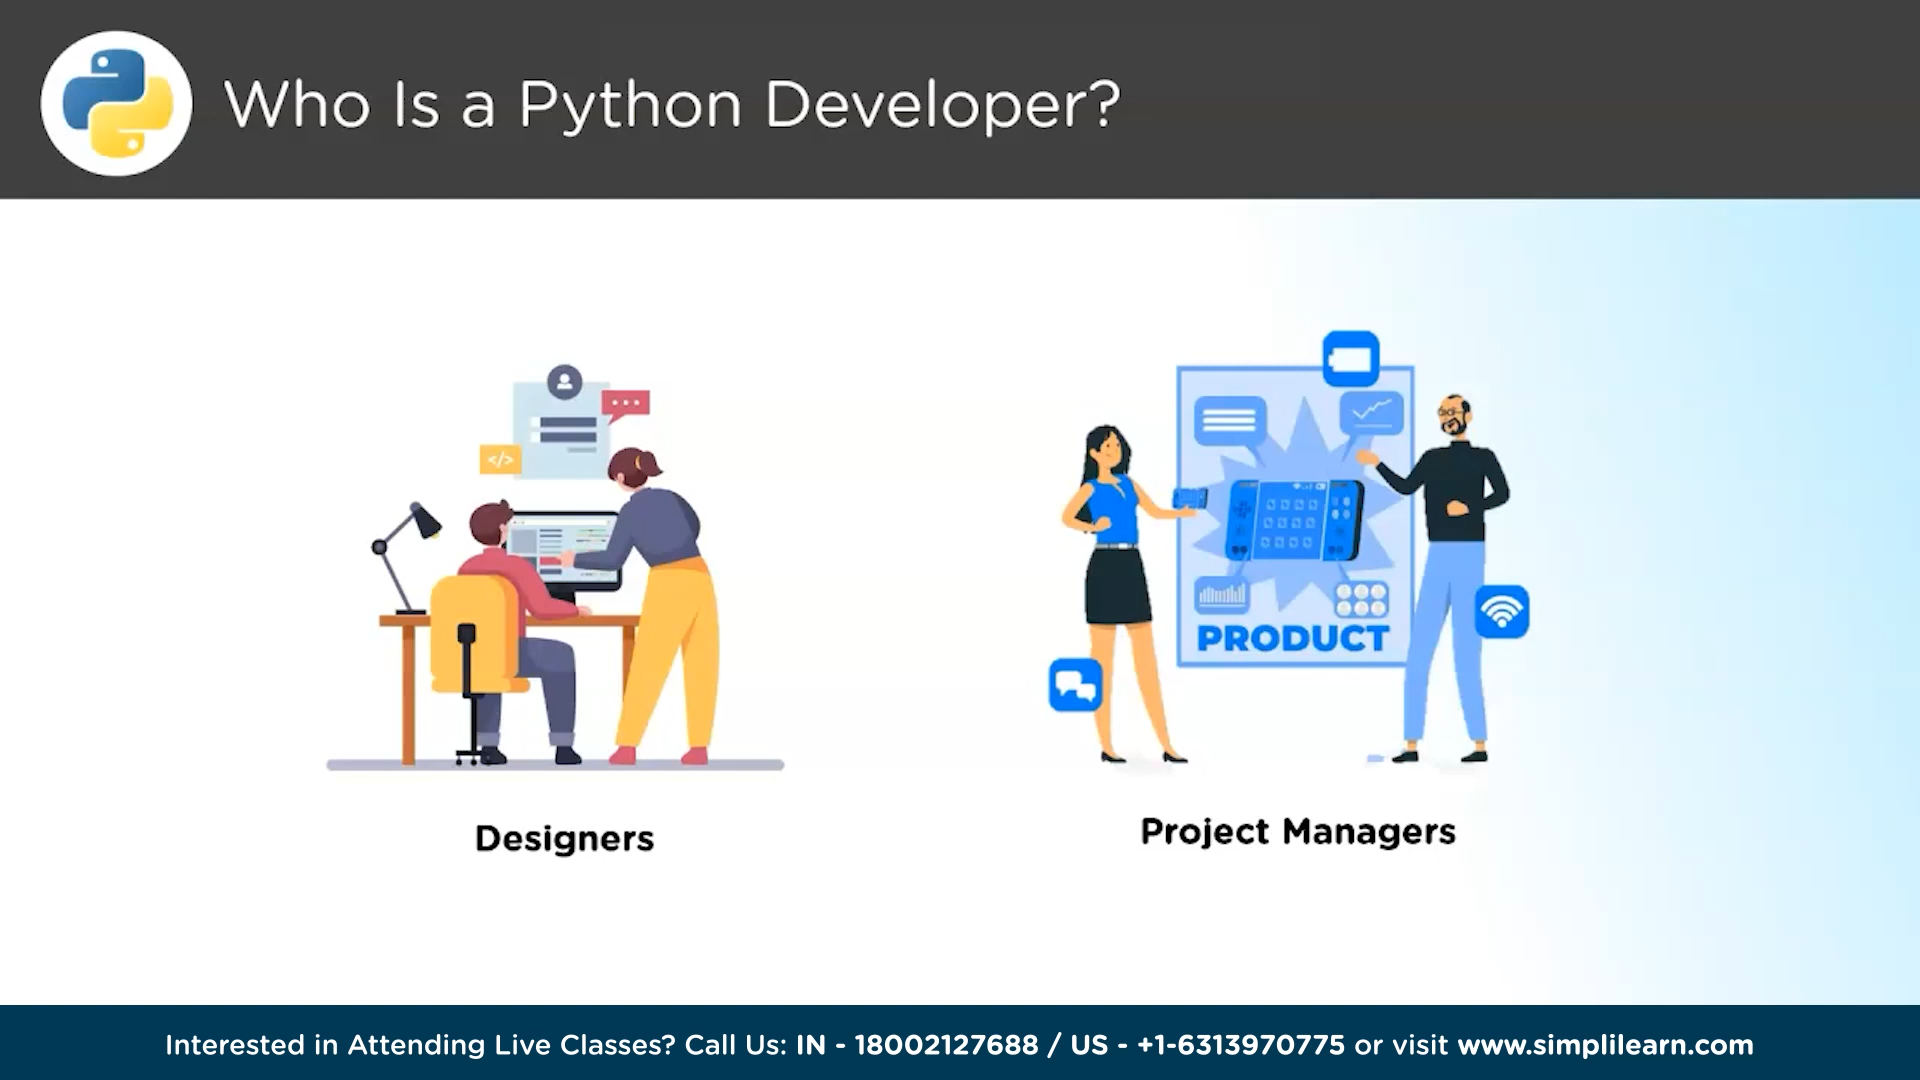 Who Is a Python Developer?
</>
PRODUCT
Designers
Project Managers
Interested in Attending Live Classes? Call Us: IN - 18002127688 / US - +1-6313970775 or visit www.simplilearn.com